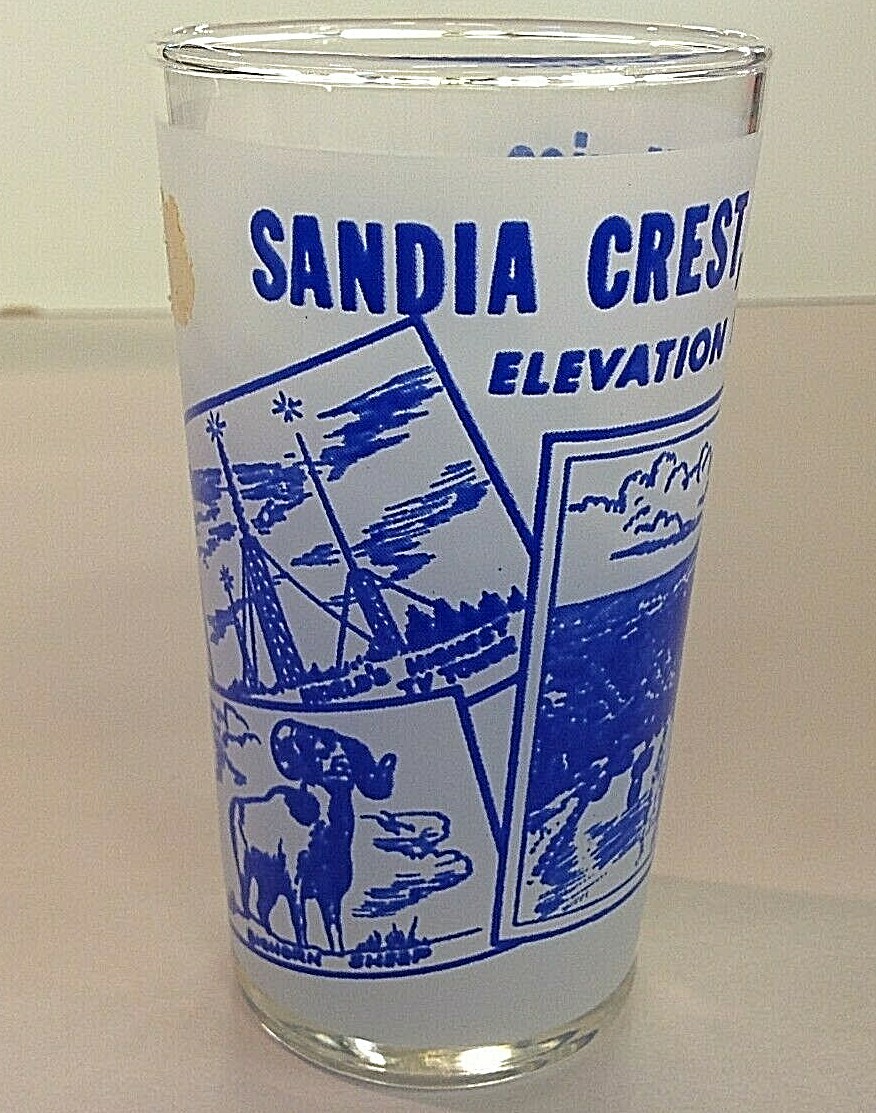 SANDIA CREST,
ELEVATION
WORLD'S HIGHEST
TV TOWER
BIGHORN SHEEP